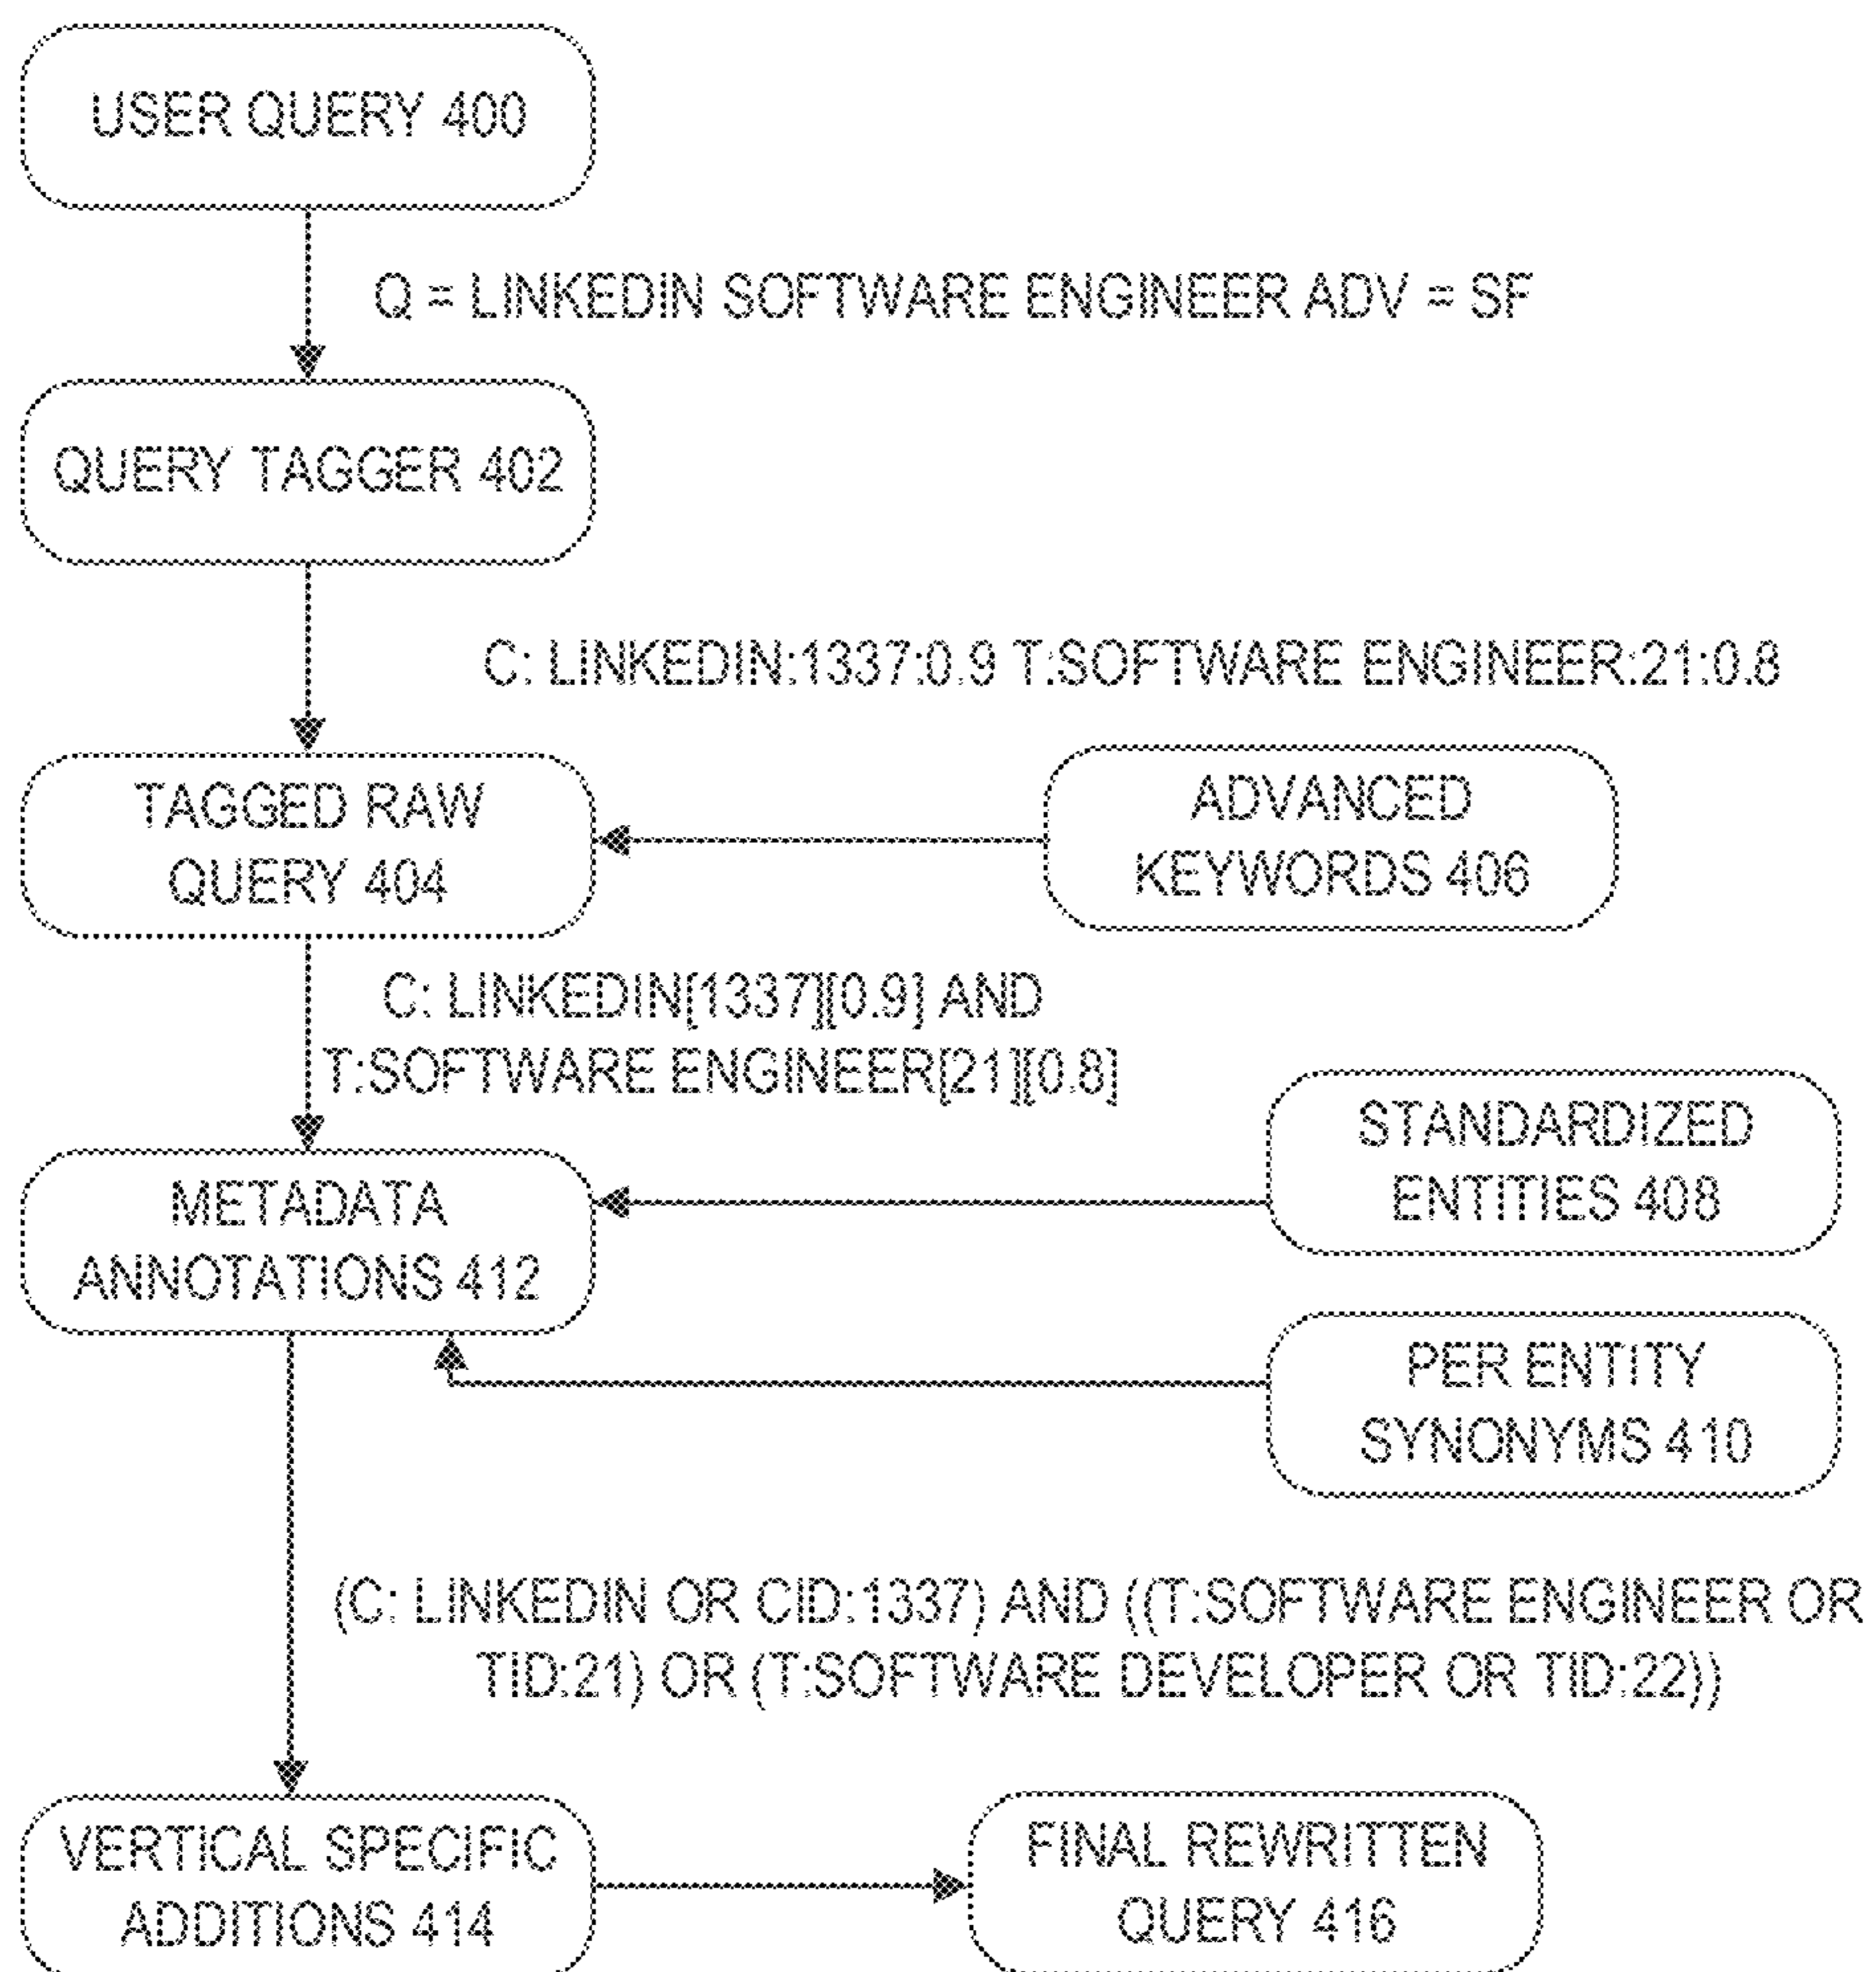 USER QUERY 400
Q = LINKEDIN SOFTWARE ENGINEER ADV = SF
QUERY TAGGER 402
C: LINKEDIN:1337:0.9 T:SOFTWARE ENGINEER:21:0.8
TAGGED RAW
QUERY 404
ADVANCED
KEYWORDS 406
C: LINKEDIN[1337][0.9] AND
T:SOFTWARE ENGINEER[21][0.8]
STANDARDIZED
ENTITIES 408
METADATA
ANNOTATIONS 412
PER ENTITY
SYNONYMS 410
(C: LINKEDIN OR CID:1337) AND ((T:SOFTWARE ENGINEER OR
TID:21) OR (T:SOFTWARE DEVELOPER OR TID:22))
VERTICAL SPECIFIC
ADDITIONS 414
FINAL REWRITTEN
QUERY 416